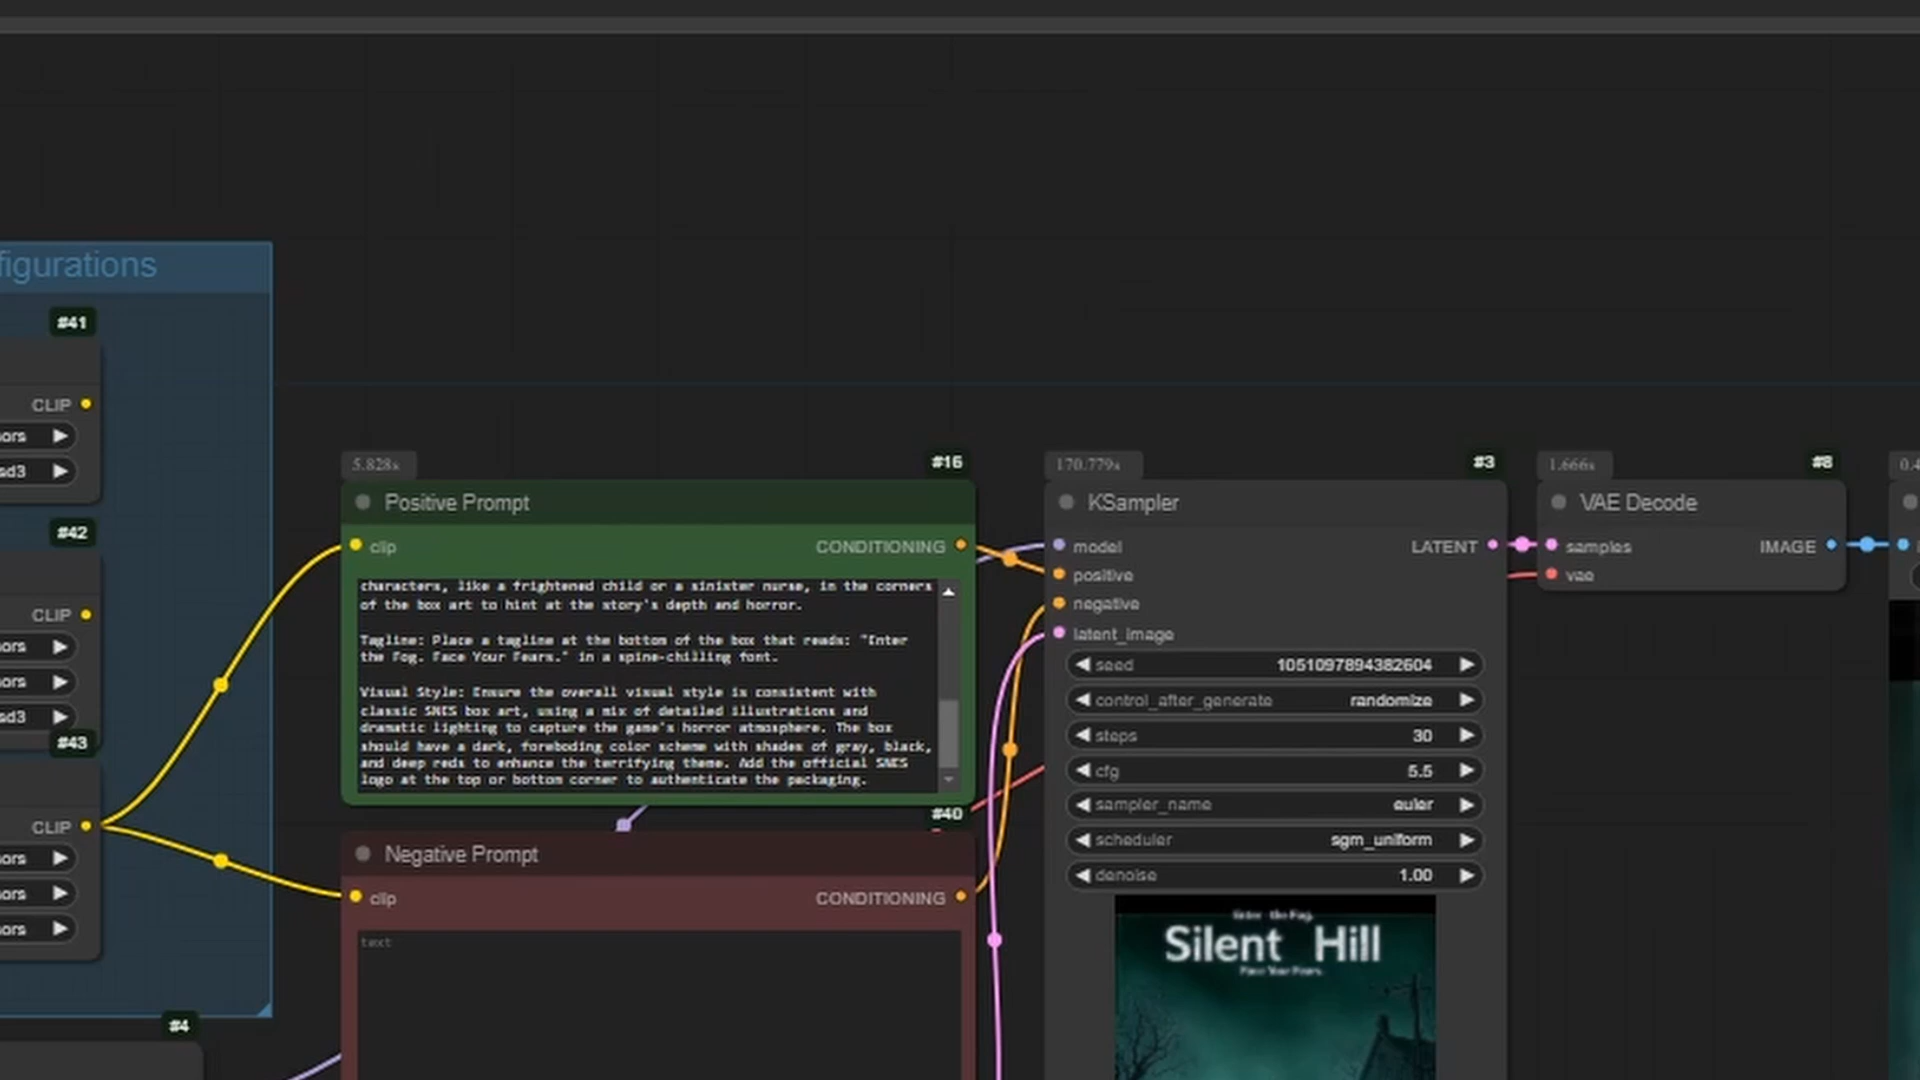 figurations
#41
CLIP
ors
sd3
#42
CLIP
ors
ors
sd3
#43
CLIP
ors
ors
ors
#4
5.828s
#16
Positive Prompt
clip
CONDITIONING
characters, like a frightened child or a sinister nurse, in the corners
of the box art to hint at the story's depth and horror.
Tagline: Place a tagline at the bottom of the box that reads: "Enter
the Fog. Face Your Fears." in a spine-chilling font.
Visual Style: Ensure the overall visual style is consistent with
classic SNES box art, using a mix of detailed illustrations and
dramatic lighting to capture the game's horror atmosphere. The box
should have a dark, foreboding color scheme with shades of gray, black,
and deep reds to enhance the terrifying theme. Add the official SNES
logo at the top or bottom corner to authenticate the packaging.
#40
Negative Prompt
clip
CONDITIONING
text
170.779s
#3
KSampler
model
LATENT
positive
negative
latent_image
seed 1051097894382604
control_after_generate randomize
steps 30
cfg 5.5
sampler_name euler
scheduler sgm_uniform
denoise 1.00
Enter the Fog.
Silent Hill
Face Your Fears.
1.666s
#8
VAE Decode
samples
IMAGE
vae
0.4